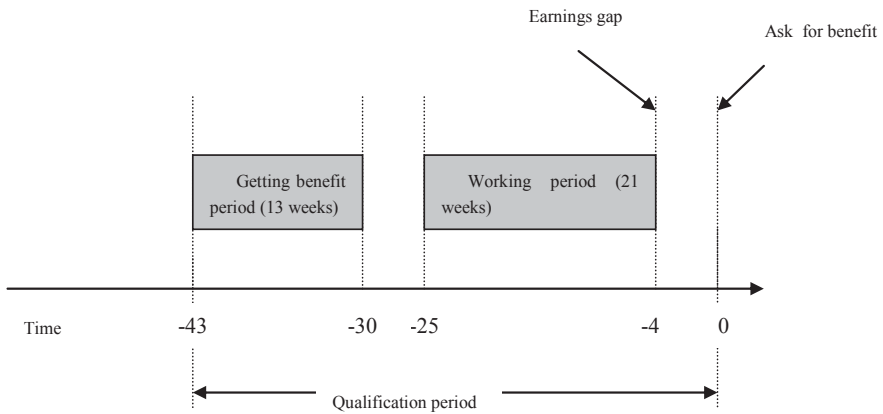 Earnings gap
Ask for benefit
Getting benefit
period (13 weeks)
Working period (21
weeks)
Time -43 -30 -25 -4 0
Qualification period